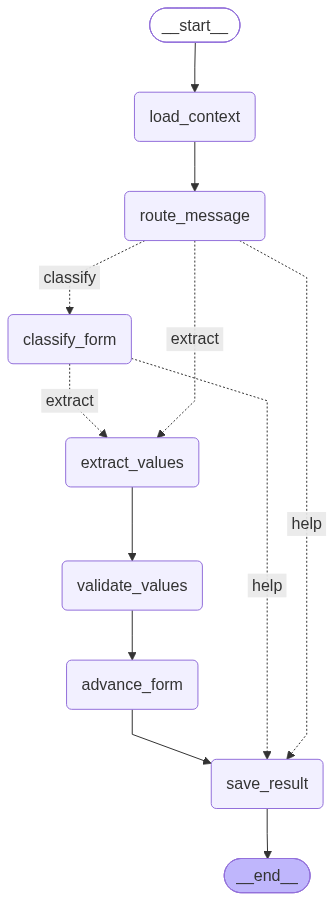 __start__
load_context
route_message
classify
classify_form
extract
extract
extract_values
help
validate_values
help
advance_form
save_result
__end__